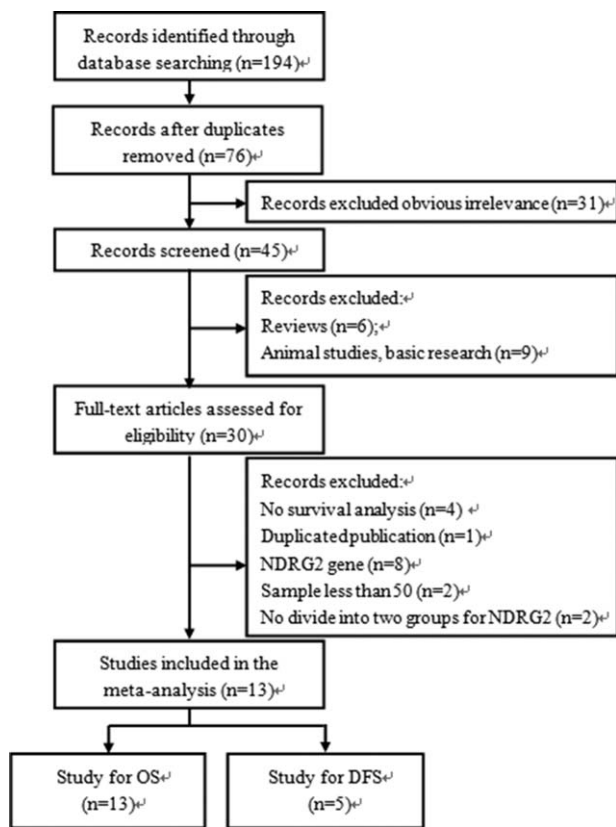 Records identified through
database searching (n=194)↵
Records after duplicates
removed (n=76)↵
Records excluded obvious irrelevance (n=31)↵
Records screened (n=45)↵
Records excluded:↵
Reviews (n=6);↵
Animal studies, basic research (n=9)↵
Full-text articles assessed for
eligibility (n=30)↵
Records excluded:↵
No survival analysis (n=4) ↵
Duplicated publication (n=1)↵
NDRG2 gene (n=8)↵
Sample less than 50 (n=2)↵
No divide into two groups for NDRG2 (n=2)↵
Studies included in the
meta-analysis (n=13)↵
Study for OS↵
(n=13)↵
Study for DFS↵
(n=5)↵